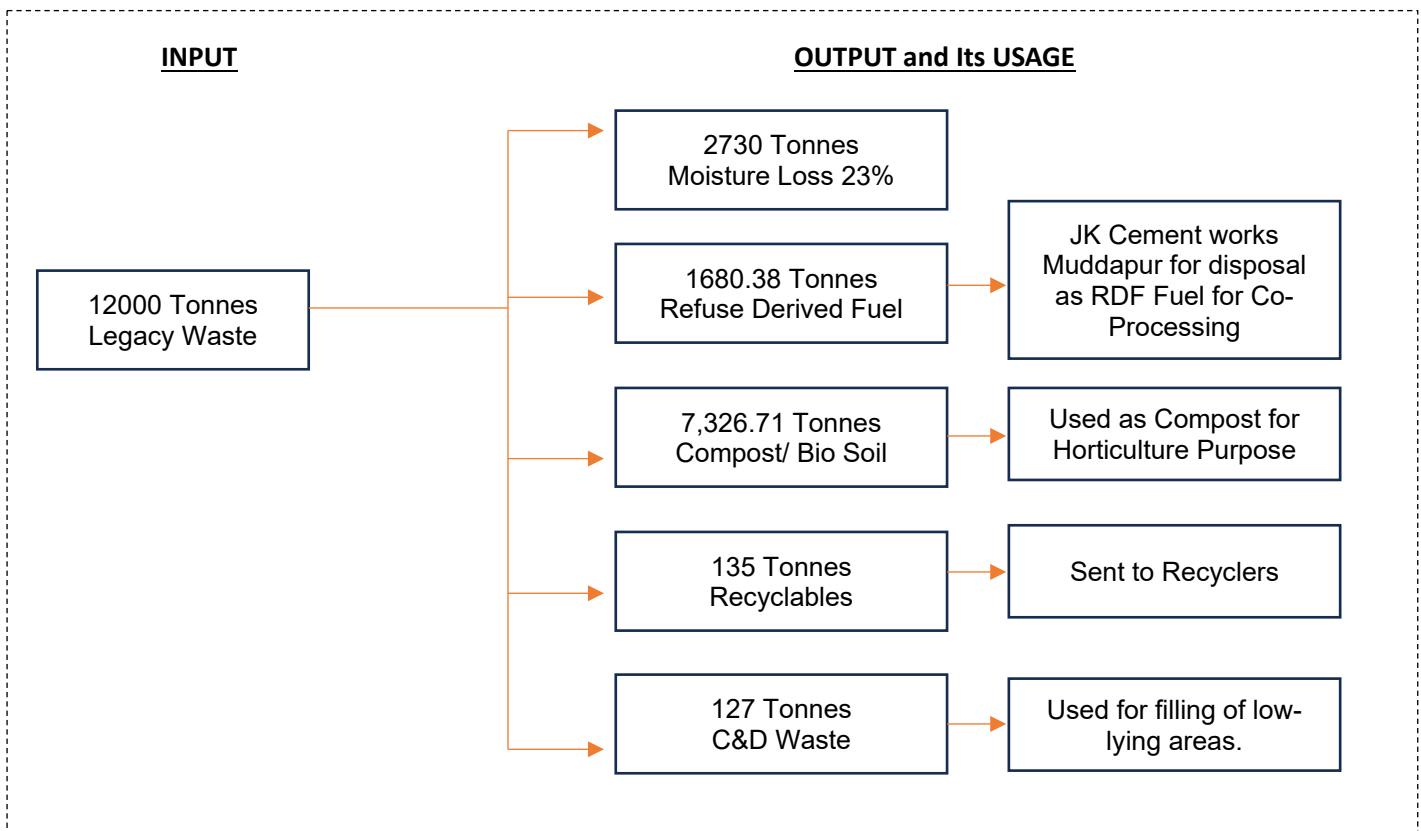 INPUT
OUTPUT and Its USAGE
12000 Tonnes
Legacy Waste
2730 Tonnes
Moisture Loss 23%
1680.38 Tonnes
Refuse Derived Fuel
JK Cement works
Muddapur for disposal
as RDF Fuel for Co-
Processing
7,326.71 Tonnes
Compost/ Bio Soil
Used as Compost for
Horticulture Purpose
135 Tonnes
Recyclables
Sent to Recyclers
127 Tonnes
C&D Waste
Used for filling of low-
lying areas.